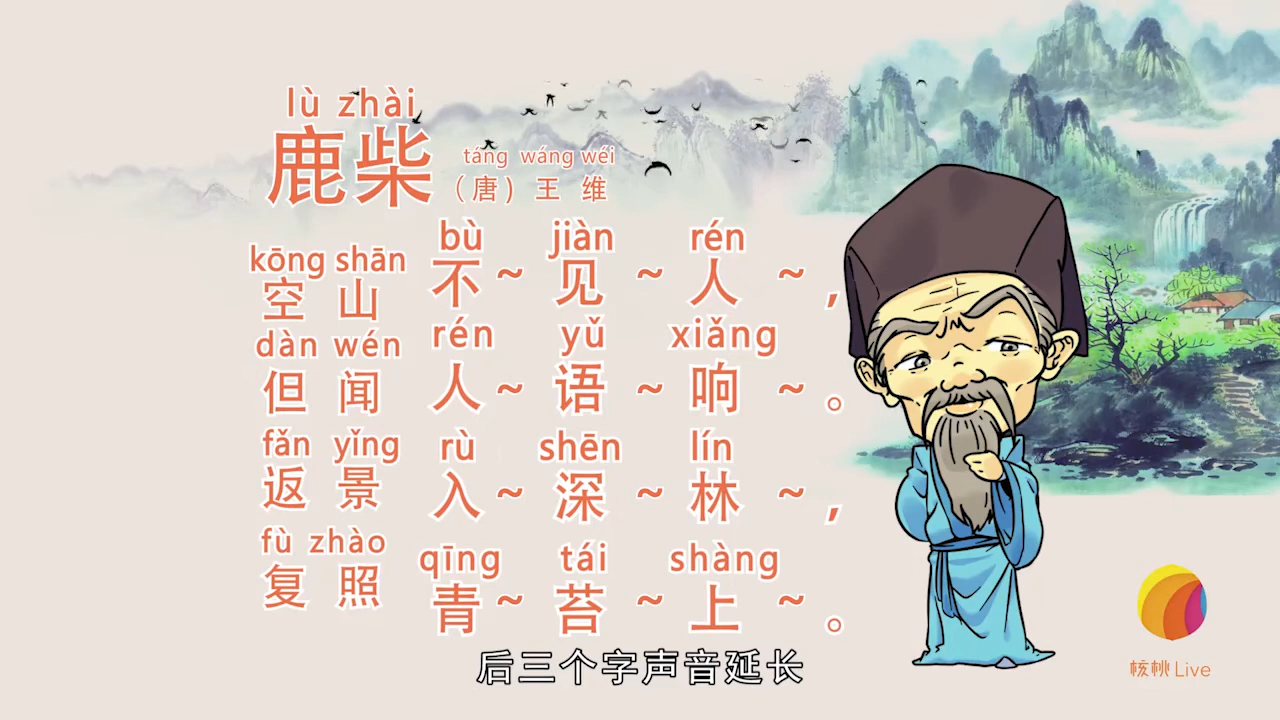 lù zhài
鹿柴
táng wáng wéi
（唐）王 维
kōng shān bù jiàn rén
空 山 不 ~ 见 ~ 人 ~ ，
dàn wén rén yǔ xiǎng
但 闻 人 ~ 语 ~ 响 ~ 。
fǎn yǐng rù shēn lín
返 景 入 ~ 深 ~ 林 ~ ，
fù zhào qīng tái shàng
复 照 青 ~ 苔 ~ 上 ~ 。
后三个字声音延长
核桃 Live